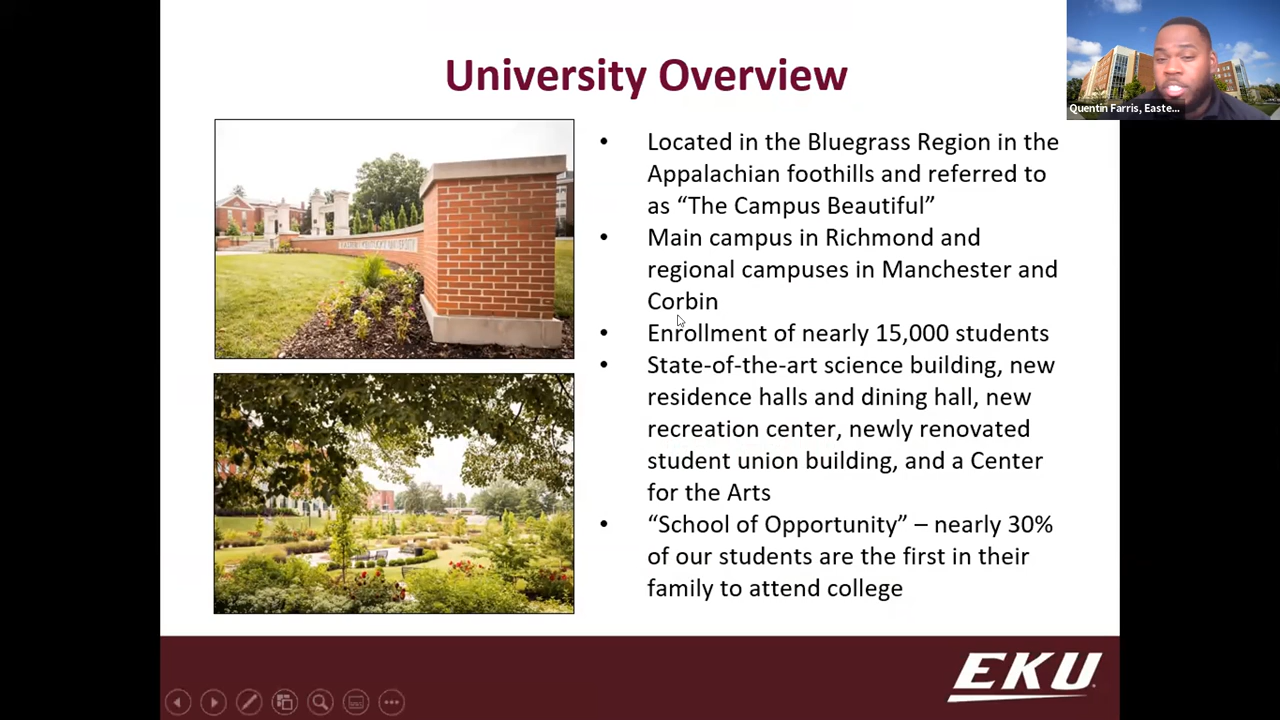 University Overview
Quentin Farris, Easte...
• Located in the Bluegrass Region in the
Appalachian foothills and referred to
as “The Campus Beautiful”
• Main campus in Richmond and
regional campuses in Manchester and
Corbin
• Enrollment of nearly 15,000 students
• State-of-the-art science building, new
residence halls and dining hall, new
recreation center, newly renovated
student union building, and a Center
for the Arts
• “School of Opportunity” – nearly 30%
of our students are the first in their
family to attend college
EKU